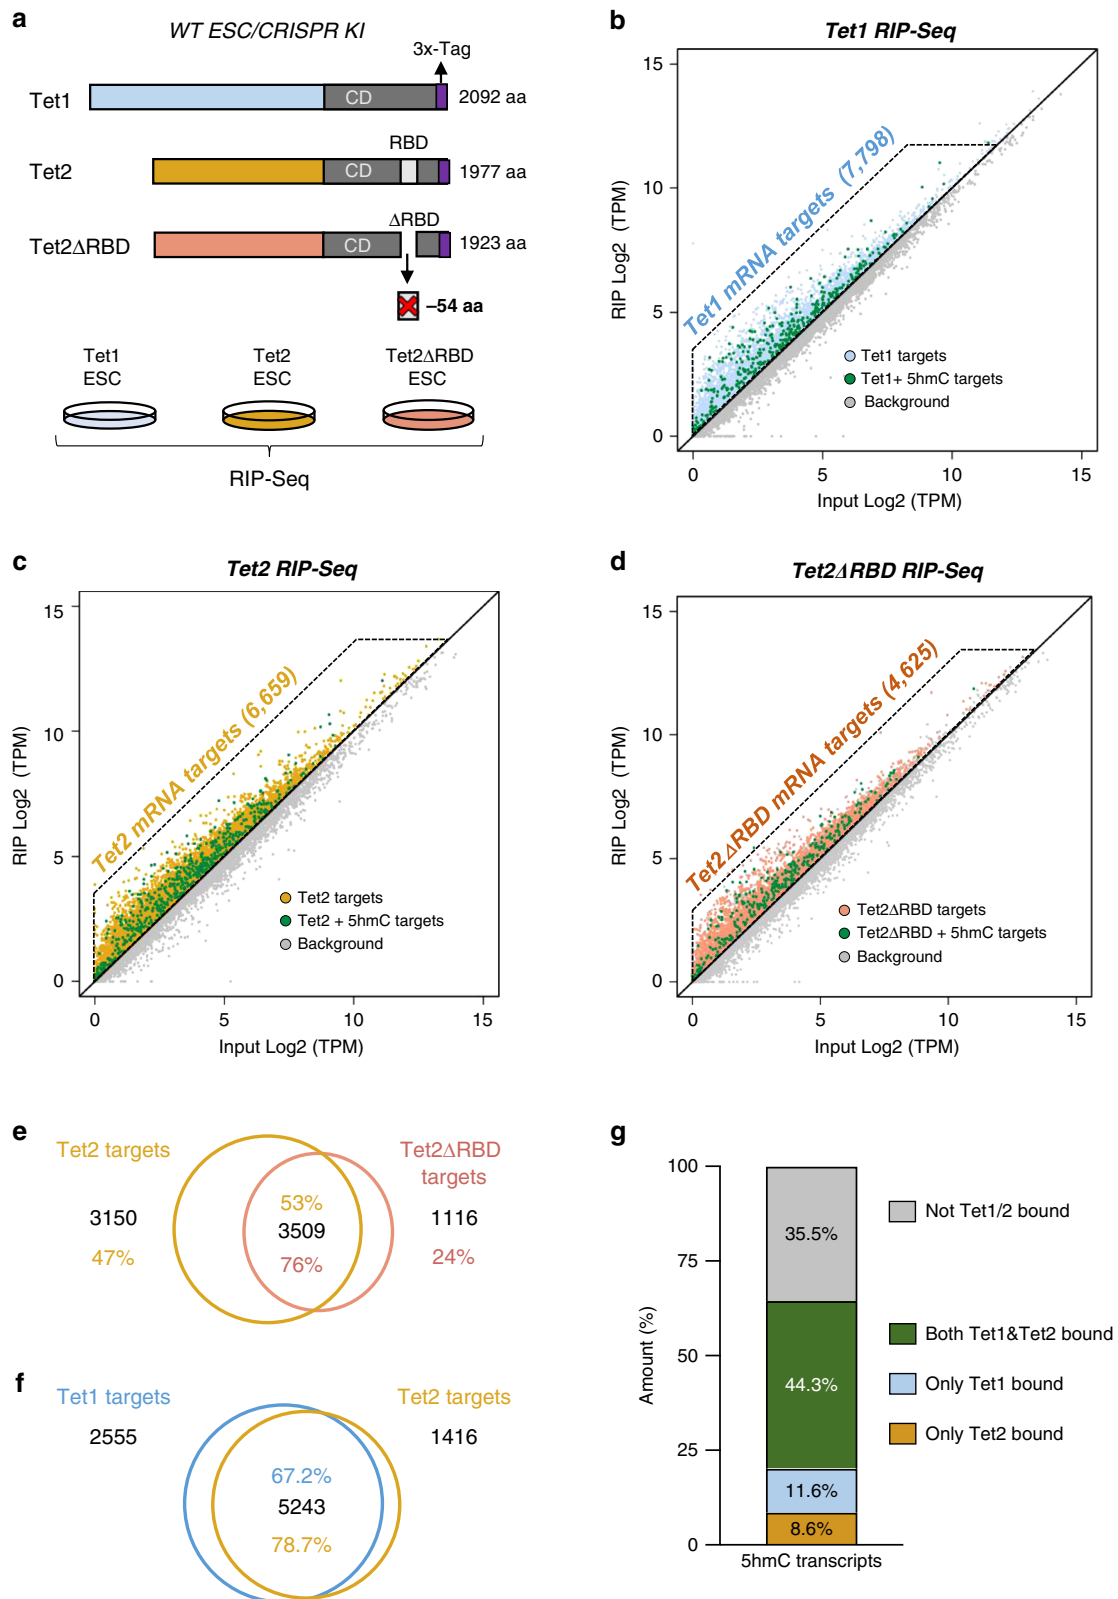 a
WT ESC/CRISPR KI
3x-Tag
Tet1
CD
2092 aa
RBD
Tet2
CD
1977 aa
ΔRBD
Tet2ΔRBD
CD
1923 aa
–54 aa
Tet1
ESC
Tet2
ESC
Tet2ΔRBD
ESC
RIP-Seq
b
Tet1 RIP-Seq
15
10
5
0
RIP Log2 (TPM)
Tet1 mRNA targets (7,798)
Tet1 targets
Tet1+ 5hmC targets
Background
0 5 10 15
Input Log2 (TPM)
c
Tet2 RIP-Seq
15
10
5
0
RIP Log2 (TPM)
Tet2 mRNA targets (6,659)
Tet2 targets
Tet2 + 5hmC targets
Background
0 5 10 15
Input Log2 (TPM)
d
Tet2ΔRBD RIP-Seq
15
10
5
0
RIP Log2 (TPM)
Tet2ΔRBD mRNA targets (4,625)
Tet2ΔRBD targets
Tet2ΔRBD + 5hmC targets
Background
0 5 10 15
Input Log2 (TPM)
e
Tet2 targets
3150
47%
53%
3509
76%
Tet2ΔRBD
targets
1116
24%
f
Tet1 targets
2555
67.2%
5243
78.7%
Tet2 targets
1416
g
100
75
50
25
0
Amount (%)
35.5%
44.3%
11.6%
8.6%
5hmC transcripts
Not Tet1/2 bound
Both Tet1&Tet2 bound
Only Tet1 bound
Only Tet2 bound